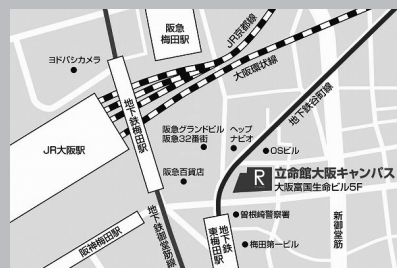 阪急
梅田駅
JR京都線
ヨドバシカメラ
大阪環状線
地下鉄谷町線
地下鉄梅田駅
阪急グランドビル
阪急32番街
ヘップ
ナビオ
OSビル
JR大阪駅
阪急百貨店
R
立命館大阪キャンパス
大阪富国生命ビル5F
地下鉄御堂筋線
阪神梅田駅
地下鉄
東梅田駅
曽根崎警察署
新御堂筋
梅田第一ビル